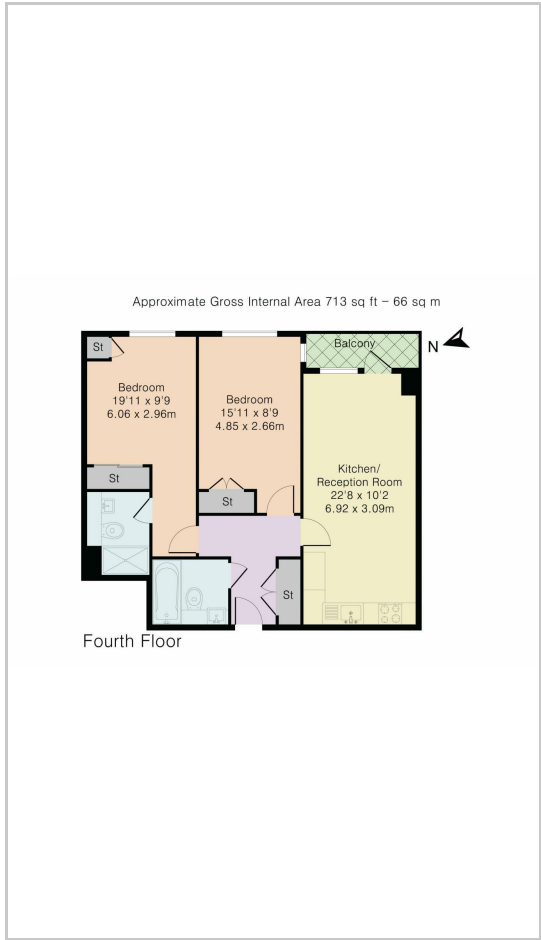 Approximate Gross Internal Area 713 sq ft – 66 sq m
St
Balcony
N
Bedroom
19'11 x 9'9
6.06 x 2.96m
Bedroom
15'11 x 8'9
4.85 x 2.66m
Kitchen/
Reception Room
22'8 x 10'2
6.92 x 3.09m
St
St
St
Fourth Floor